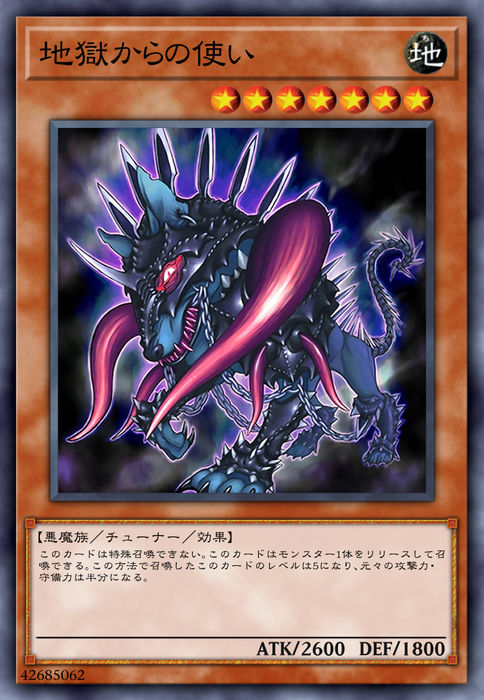 地獄からの使い
ち
地
【悪魔族／チューナー／効果】
このカードは特殊召喚できない。このカードはモンスター1体をリリースして召
喚できる。この方法で召喚したこのカードのレベルは5になり、元々の攻撃力・
守備力は半分になる。
ATK/2600 DEF/1800
42685062